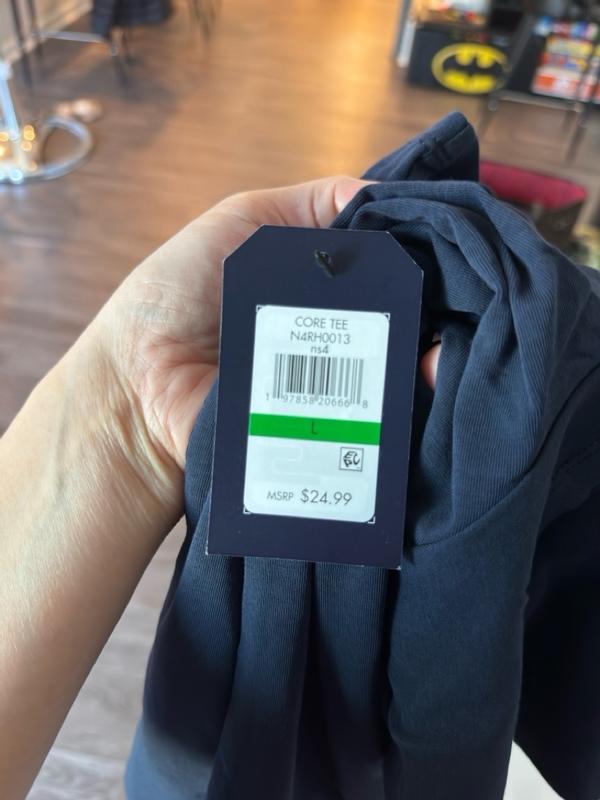 CORE TEE
N4RH0013
ns4
1 97858 20666 8
L
MSRP $24.99